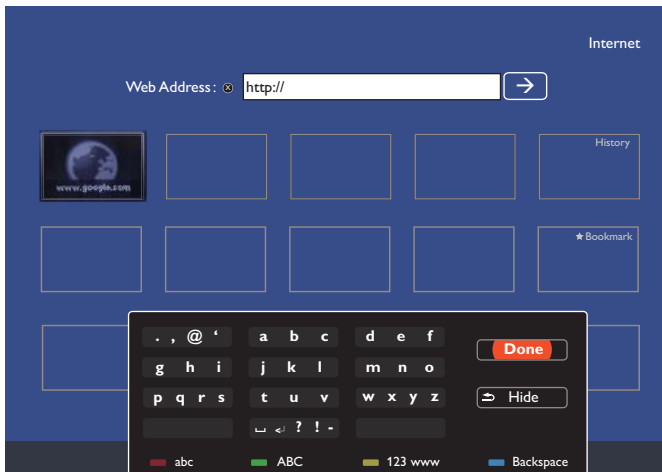 Internet
Web Address : ⊗ http:// →
www.google.com
History
★ Bookmark
. , @ ‘ a b c d e f
Done
g h i j k l m n o
p q r s t u v w x y z
Hide
␣ ↲ ? ! -
abc ABC 123 www Backspace